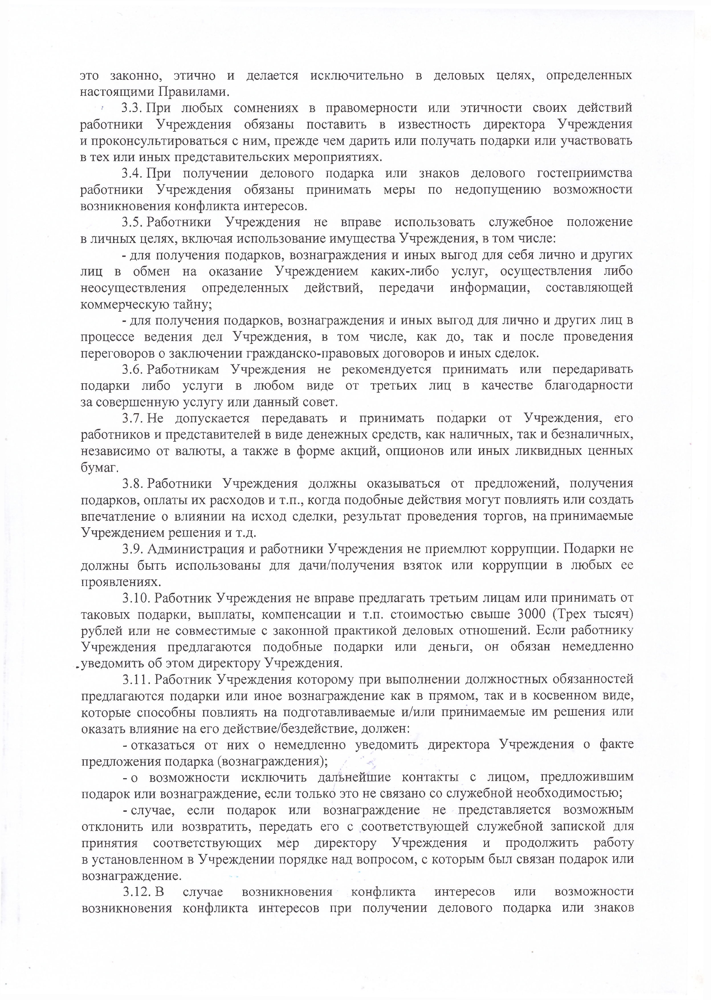 это законно, этично и делается исключительно в деловых целях, определенных
настоящими Правилами.
3.3. При любых сомнениях в правомерности или этичности своих действий
работники Учреждения обязаны поставить в известность директора Учреждения
и проконсультироваться с ним, прежде чем дарить или получать подарки или участвовать
в тех или иных представительских мероприятиях.
3.4. При получении делового подарка или знаков делового гостеприимства
работники Учреждения обязаны принимать меры по недопущению возможности
возникновения конфликта интересов.
3.5. Работники Учреждения не вправе использовать служебное положение
в личных целях, включая использование имущества Учреждения, в том числе:
- для получения подарков, вознаграждения и иных выгод для себя лично и других
лиц в обмен на оказание Учреждением каких-либо услуг, осуществления либо
неосуществления определенных действий, передачи информации, составляющей
коммерческую тайну;
- для получения подарков, вознаграждения и иных выгод для лично и других лиц в
процессе ведения дел Учреждения, в том числе, как до, так и после проведения
переговоров о заключении гражданско-правовых договоров и иных сделок.
3.6. Работникам Учреждения не рекомендуется принимать или передаривать
подарки либо услуги в любом виде от третьих лиц в качестве благодарности
за совершенную услугу или данный совет.
3.7. Не допускается передавать и принимать подарки от Учреждения, его
работников и представителей в виде денежных средств, как наличных, так и безналичных,
независимо от валюты, а также в форме акций, опционов или иных ликвидных ценных
бумаг.
3.8. Работники Учреждения должны оказываться от предложений, получения
подарков, оплаты их расходов и т.п., когда подобные действия могут повлиять или создать
впечатление о влиянии на исход сделки, результат проведения торгов, на принимаемые
Учреждением решения и т.д.
3.9. Администрация и работники Учреждения не приемлют коррупции. Подарки не
должны быть использованы для дачи/получения взяток или коррупции в любых ее
проявлениях.
3.10. Работник Учреждения не вправе предлагать третьим лицам или принимать от
таковых подарки, выплаты, компенсации и т.п. стоимостью свыше 3000 (Трех тысяч)
рублей или не совместимые с законной практикой деловых отношений. Если работнику
Учреждения предлагаются подобные подарки или деньги, он обязан немедленно
уведомить об этом директору Учреждения.
3.11. Работник Учреждения которому при выполнении должностных обязанностей
предлагаются подарки или иное вознаграждение как в прямом, так и в косвенном виде,
которые способны повлиять на подготавливаемые и/или принимаемые им решения или
оказать влияние на его действие/бездействие, должен:
- отказаться от них о немедленно уведомить директора Учреждения о факте
предложения подарка (вознаграждения);
- о возможности исключить дальнейшие контакты с лицом, предложившим
подарок или вознаграждение, если только это не связано со служебной необходимостью;
- случае, если подарок или вознаграждение не представляется возможным
отклонить или возвратить, передать его с соответствующей служебной запиской для
принятия соответствующих мер директору Учреждения и продолжить работу
в установленном в Учреждении порядке над вопросом, с которым был связан подарок или
вознаграждение.
3.12. В случае возникновения конфликта интересов или возможности
возникновения конфликта интересов при получении делового подарка или знаков